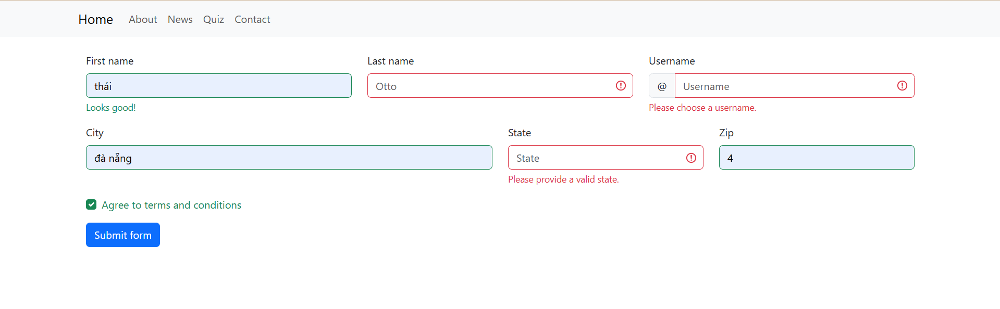 Home About News Quiz Contact
First name Last name Username
thái Otto @ Username
Looks good! Please choose a username.
City State Zip
đà nẵng State 4
Please provide a valid state.
Agree to terms and conditions
Submit form